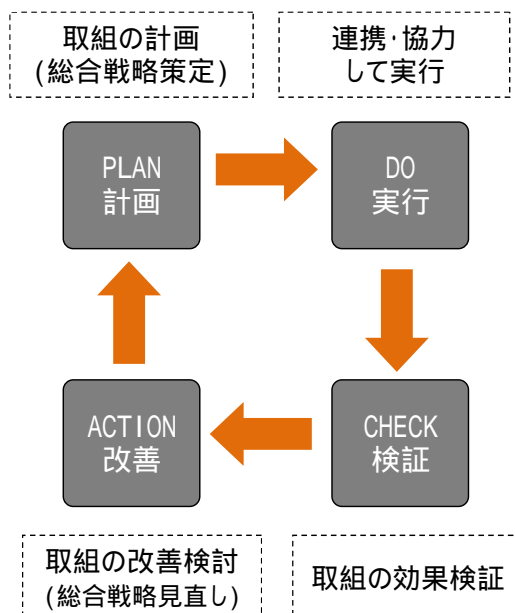 取組の計画
(総合戦略策定)
連携･協力
して実行
PLAN
計画
DO
実行
ACTION
改善
CHECK
検証
取組の改善検討
(総合戦略見直し)
取組の効果検証